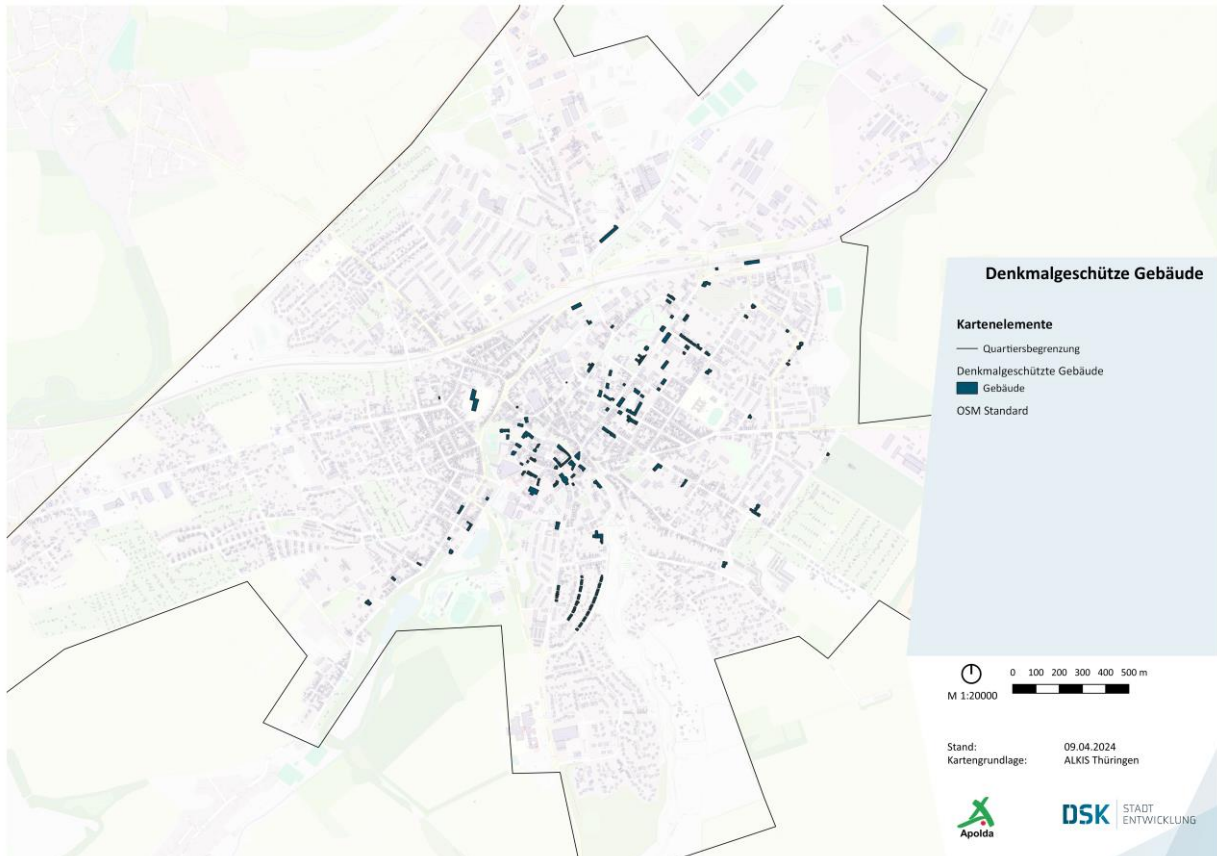 Denkmalgeschütze Gebäude
Kartenelemente
Quartiersbegrenzung
Denkmalgeschützte Gebäude
Gebäude
OSM Standard
M 1:20000
0 100 200 300 400 500 m
Stand: 09.04.2024
Kartengrundlage: ALKIS Thüringen
Apolda
DSK STADT
ENTWICKLUNG